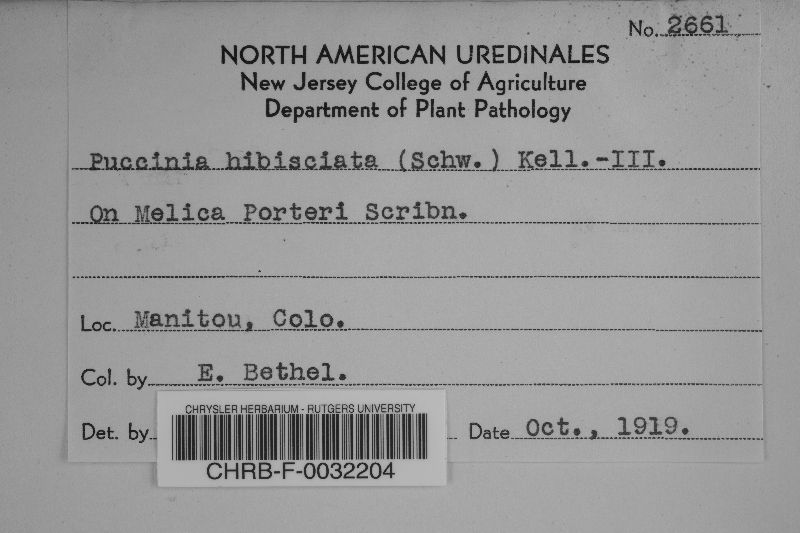 No. 2661
NORTH AMERICAN UREDINALES
New Jersey College of Agriculture
Department of Plant Pathology
Puccinia hibisciata (Schw.) Kell.-III.
On Melica Porteri Scribn.
Loc. Manitou, Colo.
Col. by E. Bethel.
Det. by Date Oct., 1919.
CHRYSLER HERBARIUM - RUTGERS UNIVERSITY
CHRB-F-0032204